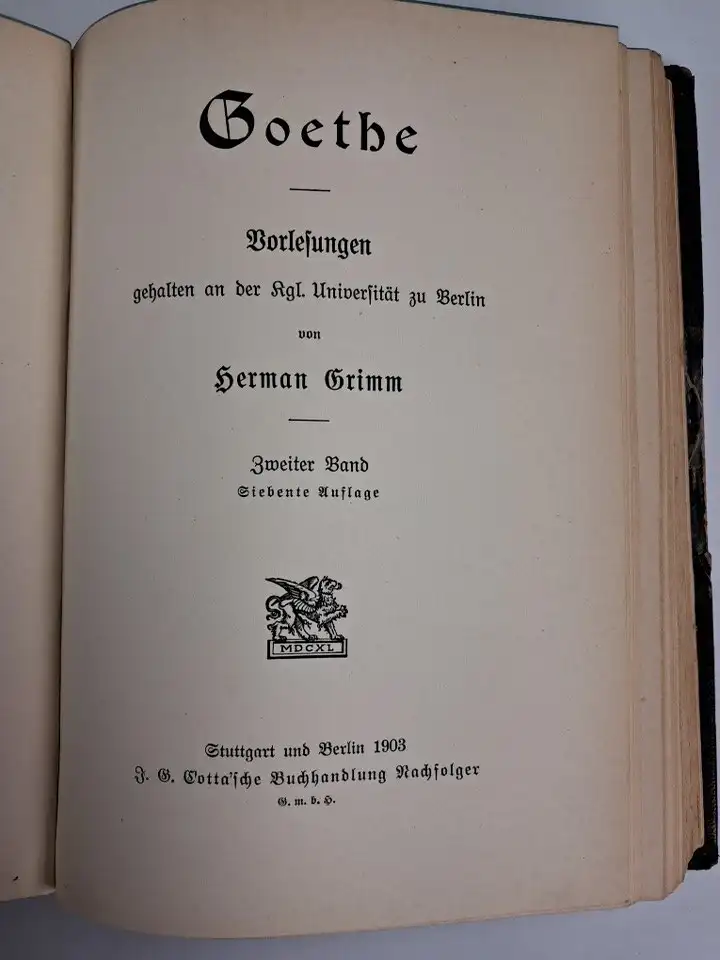 Goethe
Vorleſungen
gehalten an der Kgl. Univerſität zu Berlin
von
Herman Grimm
Zweiter Band
Siebente Auflage
MDCXL
Stuttgart und Berlin 1903
J. G. Cotta'ſche Buchhandlung Nachfolger
G. m. b. H.